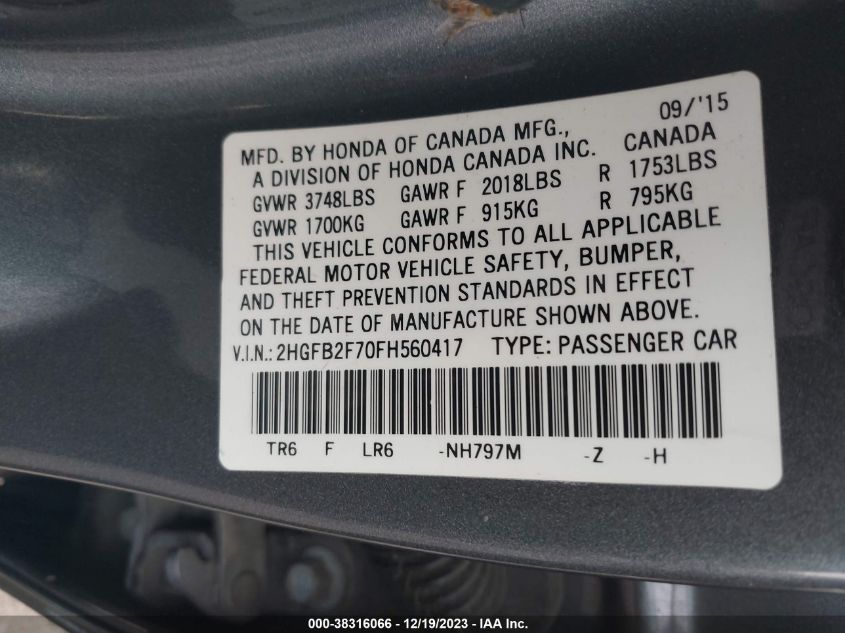 09/'15
MFD. BY HONDA OF CANADA MFG., CANADA
A DIVISION OF HONDA CANADA INC.
GVWR 3748LBS GAWR F 2018LBS R 1753LBS
GVWR 1700KG GAWR F 915KG R 795KG
THIS VEHICLE CONFORMS TO ALL APPLICABLE
FEDERAL MOTOR VEHICLE SAFETY, BUMPER,
AND THEFT PREVENTION STANDARDS IN EFFECT
ON THE DATE OF MANUFACTURE SHOWN ABOVE.
V.I.N.: 2HGFB2F70FH560417 TYPE: PASSENGER CAR
TR6 F LR6 -NH797M -Z -H
000-38316066 - 12/19/2023 - IAA Inc.